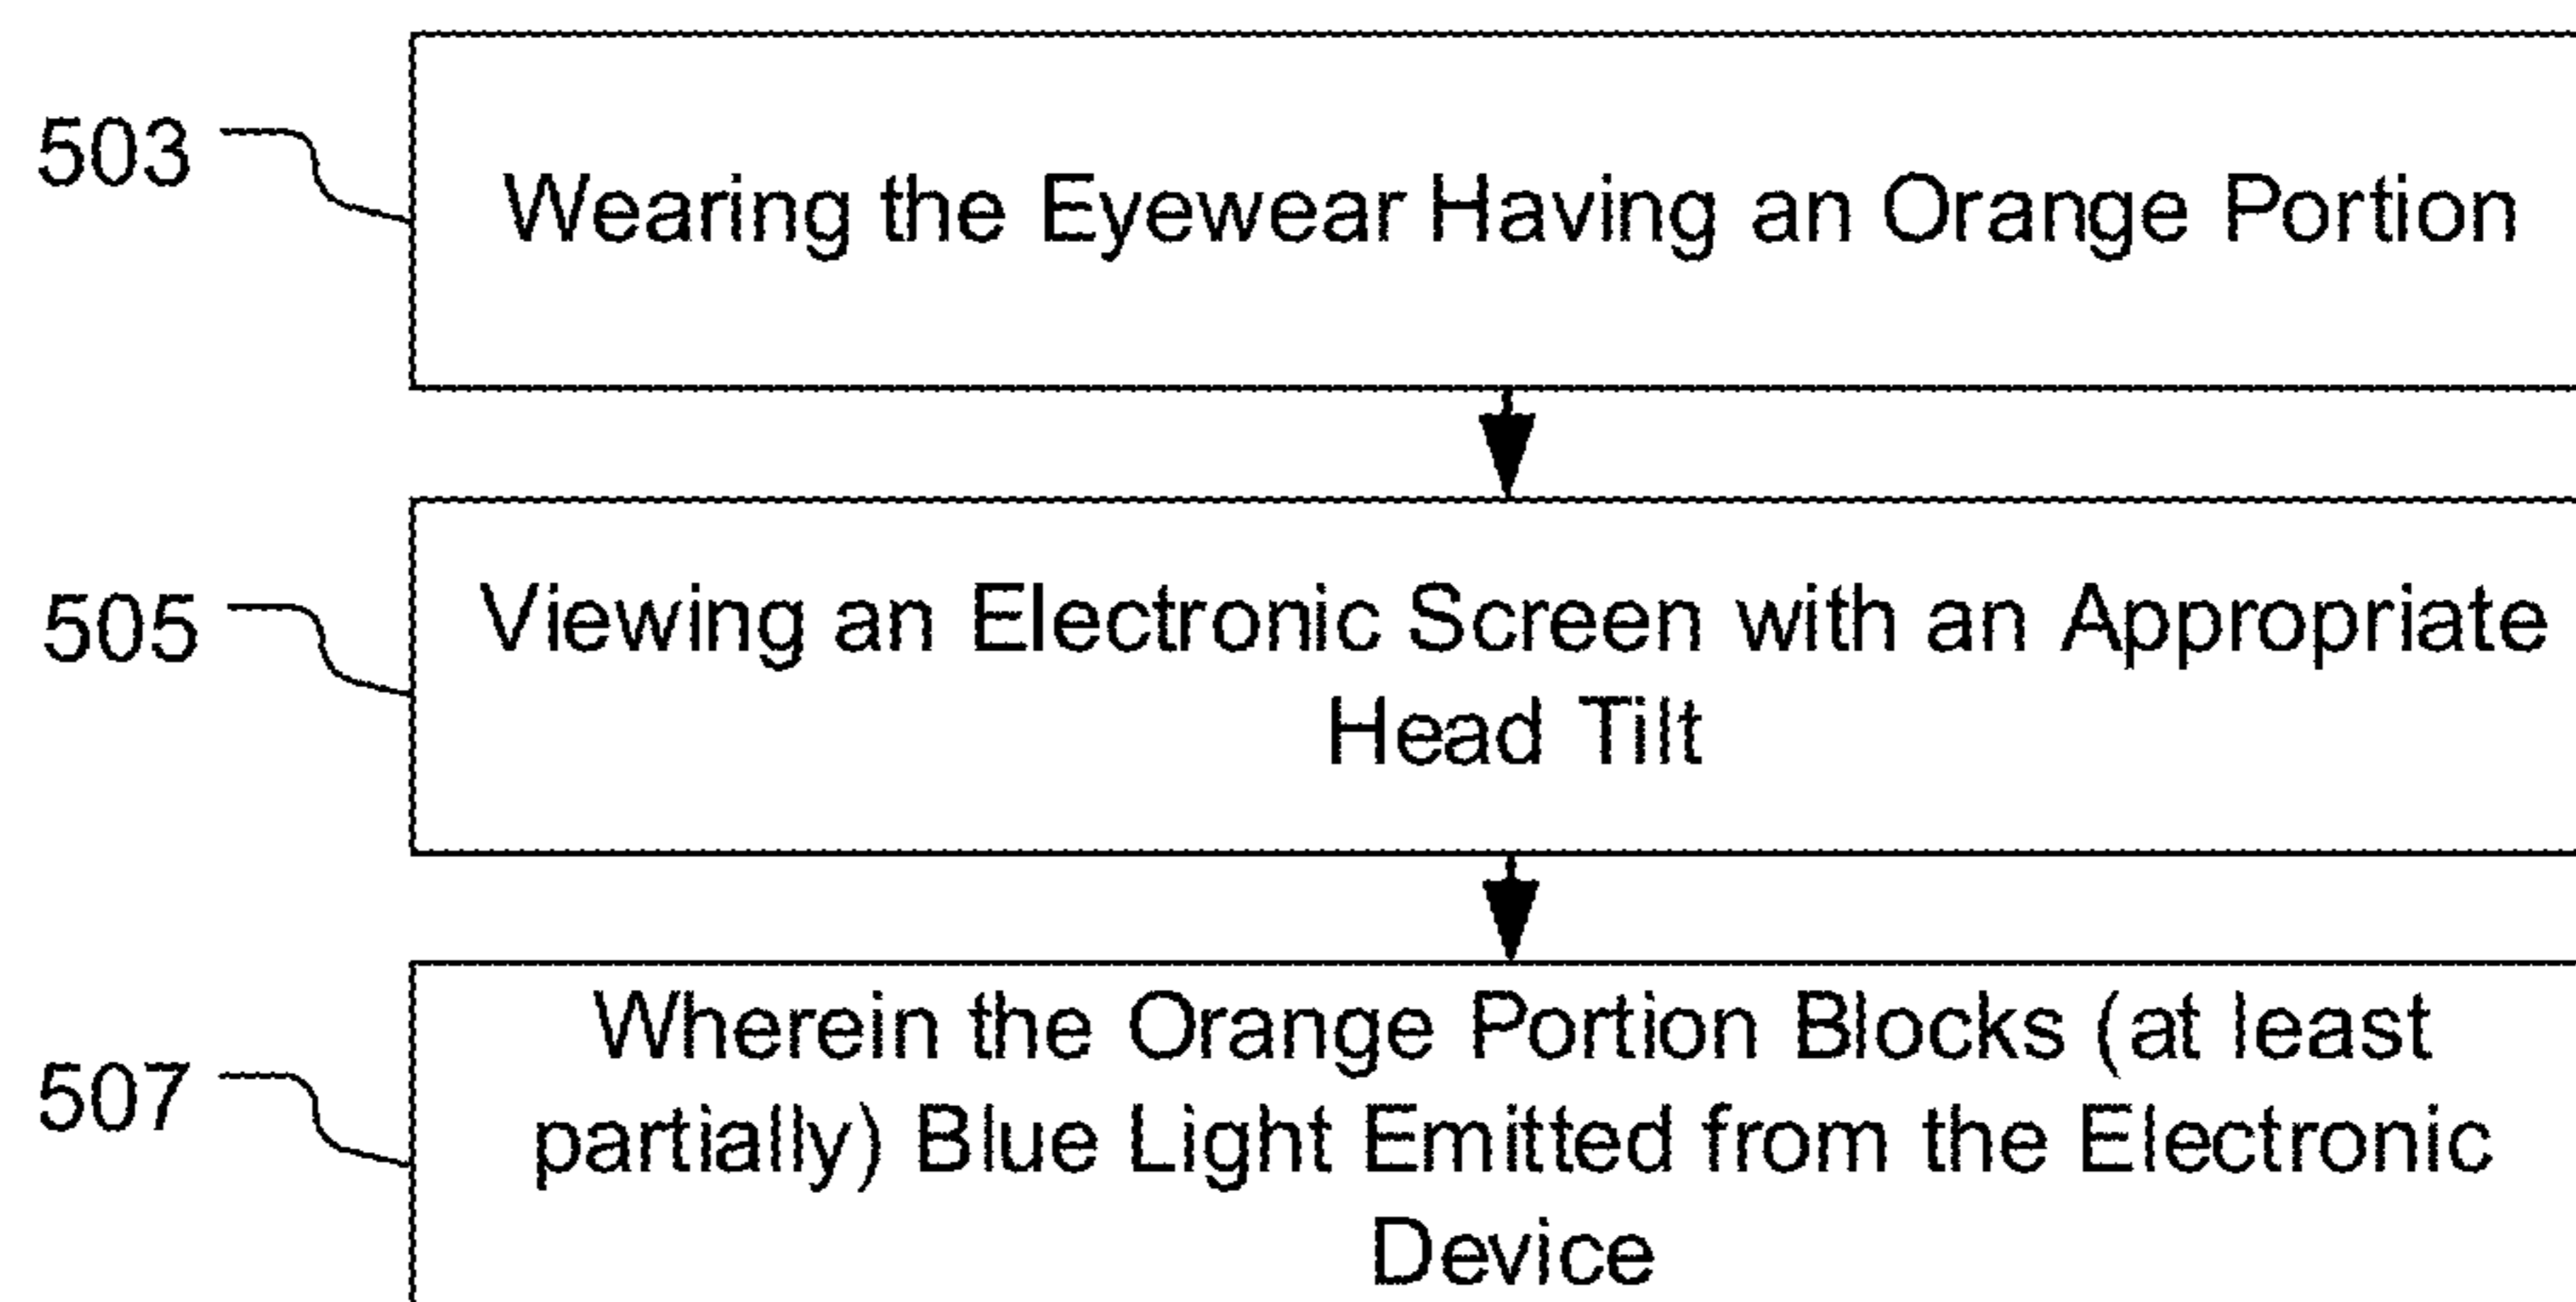 503
Wearing the Eyewear Having an Orange Portion
505
Viewing an Electronic Screen with an Appropriate
Head Tilt
507
Wherein the Orange Portion Blocks (at least
partially) Blue Light Emitted from the Electronic
Device